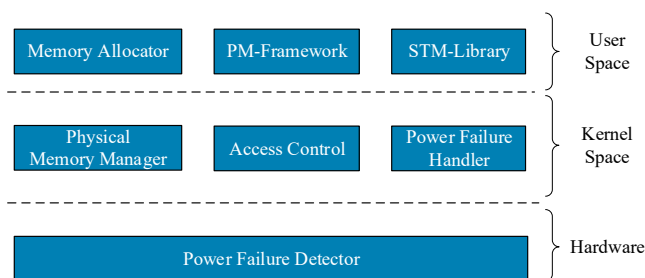 Memory Allocator
PM-Framework
STM-Library
User
Space
Physical
Memory Manager
Access Control
Power Failure
Handler
Kernel
Space
Power Failure Detector
Hardware